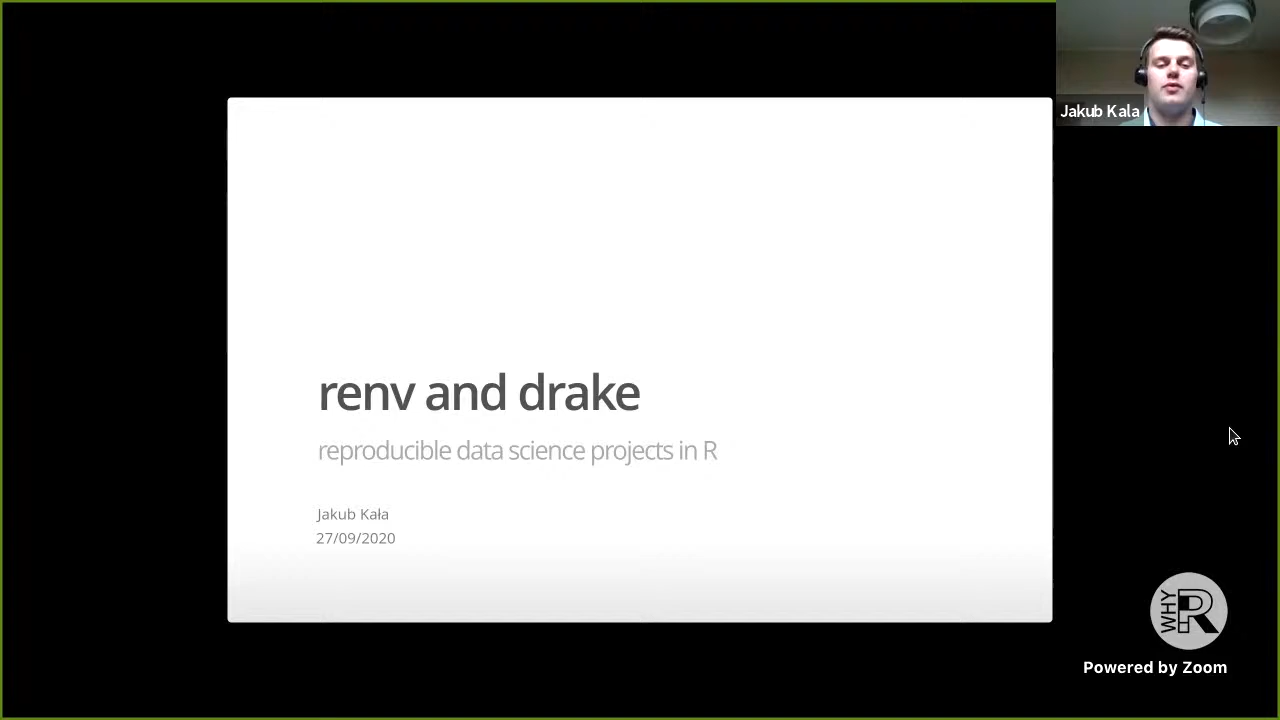 Jakub Kala
renv and drake
reproducible data science projects in R
Jakub Kała
27/09/2020
WHY R
Powered by Zoom